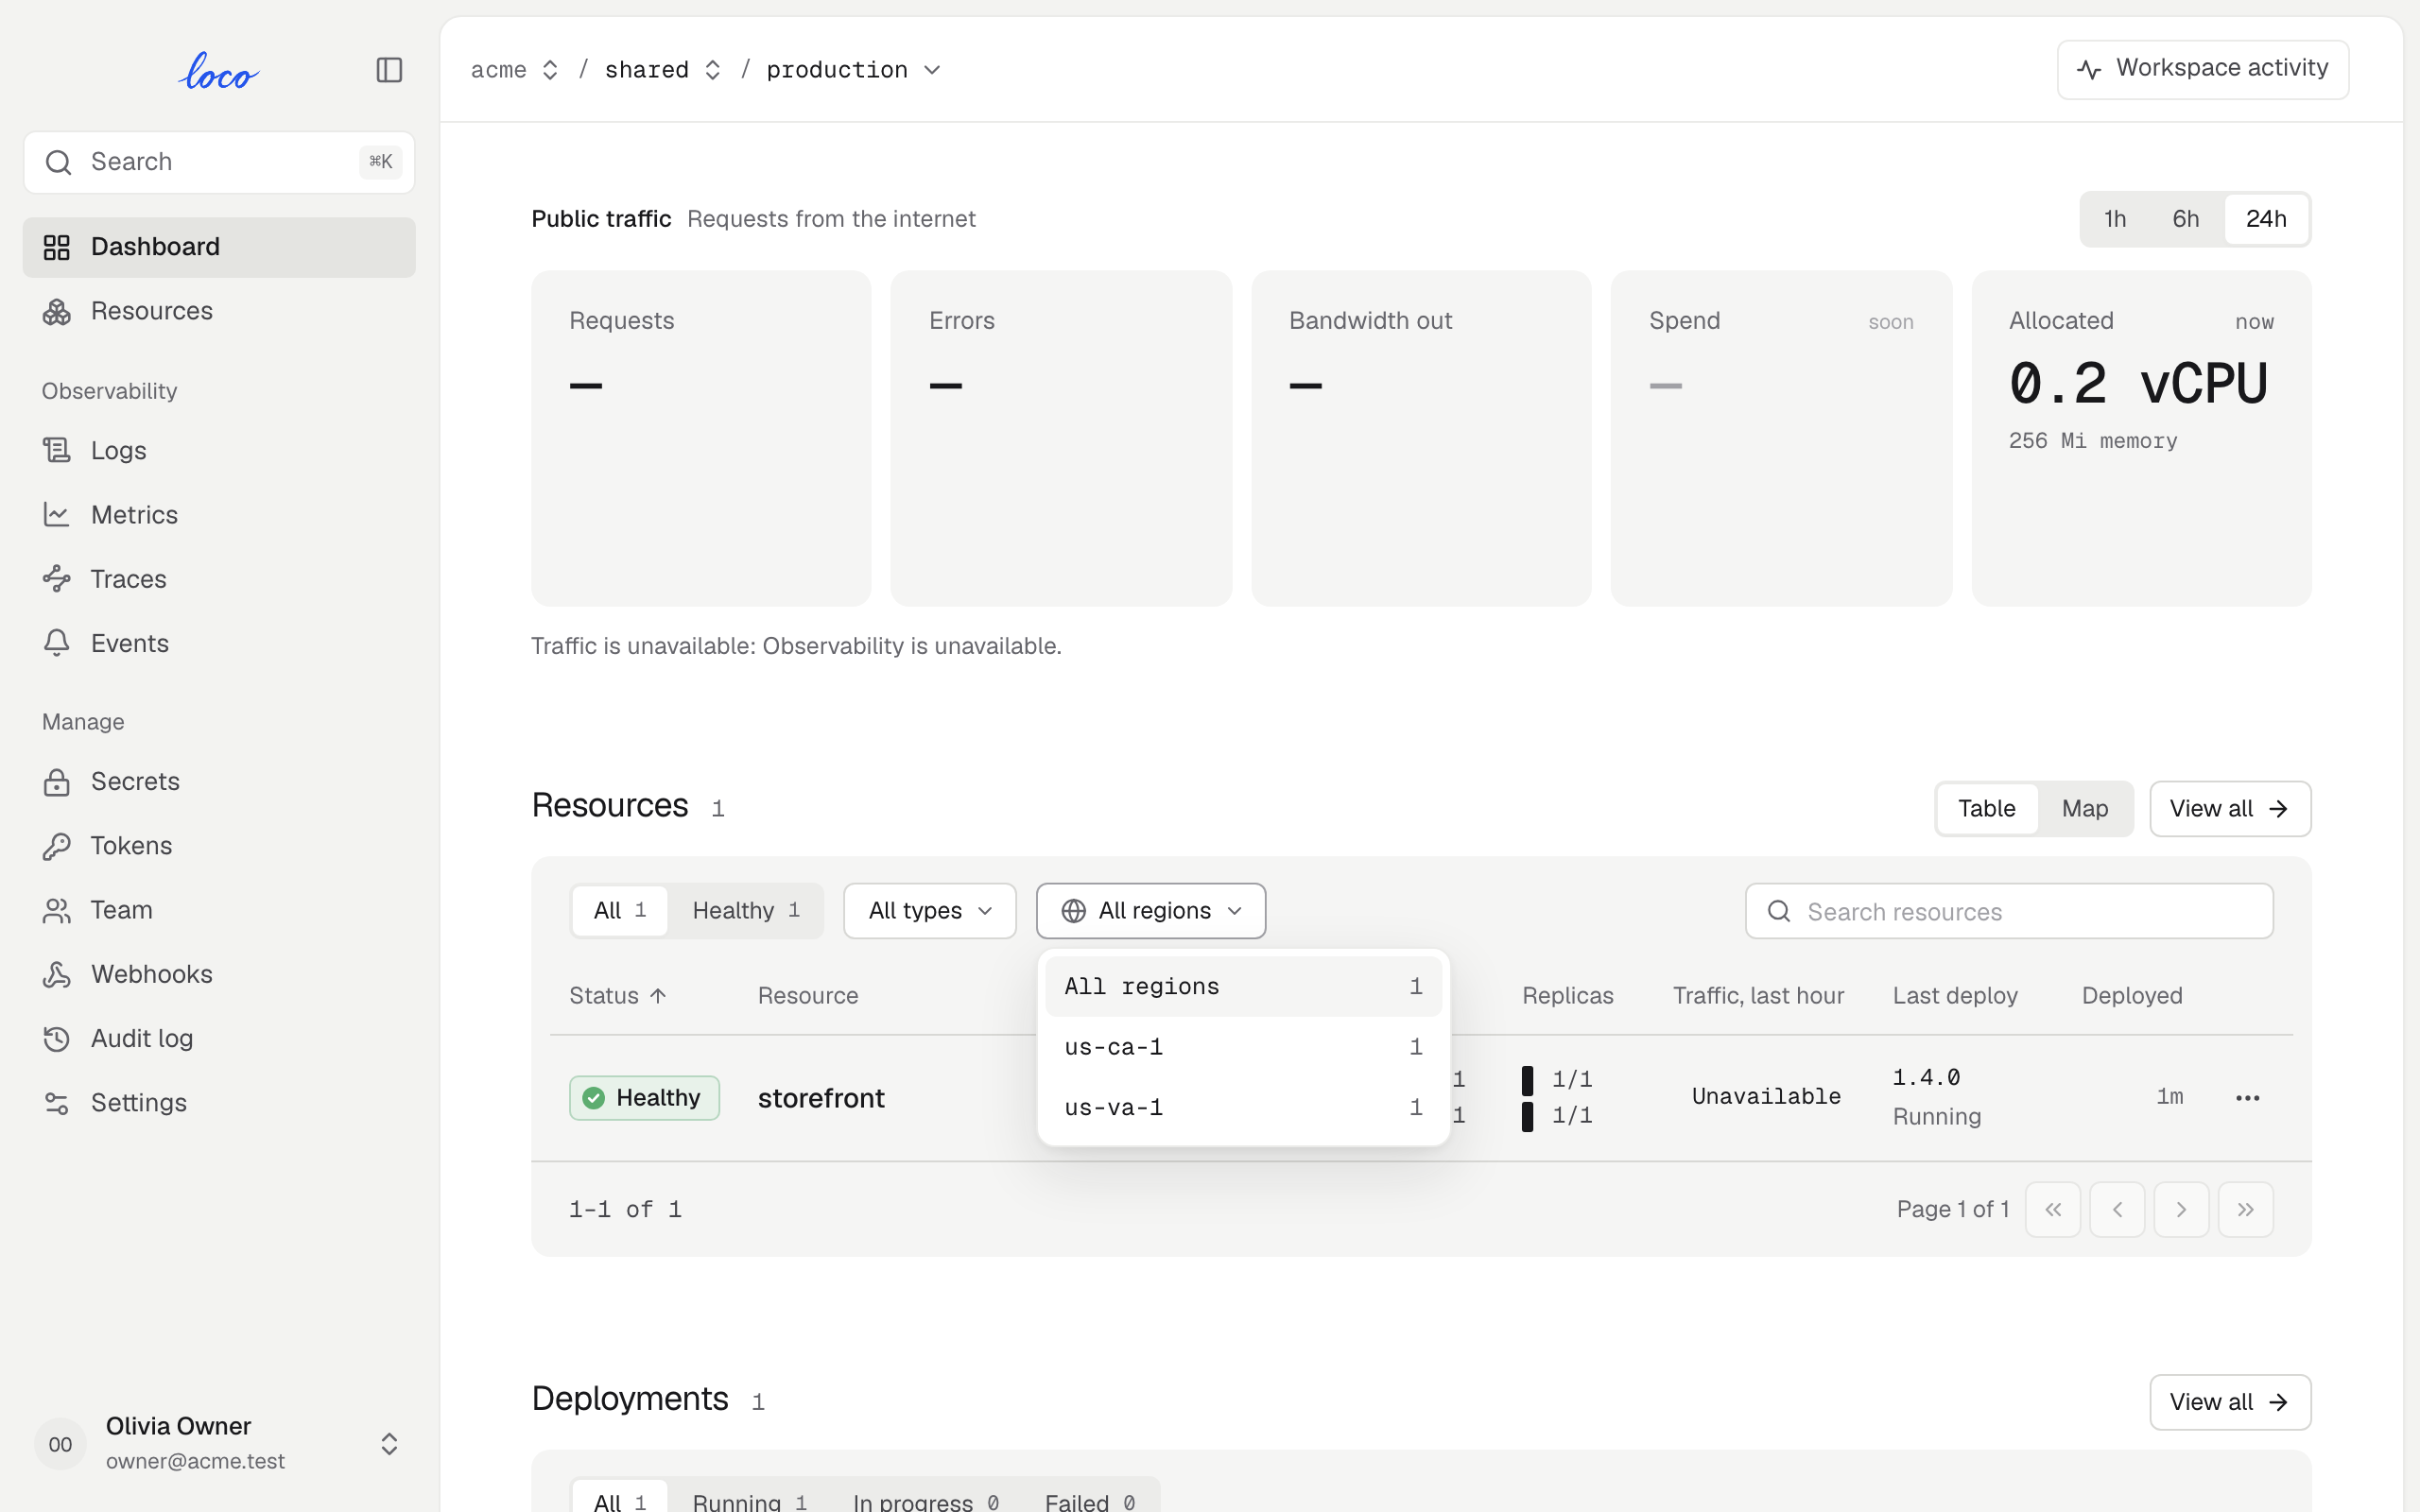 loco
acme / shared / production
Workspace activity
Search ⌘K
Dashboard
Resources
Observability
Logs
Metrics
Traces
Events
Manage
Secrets
Tokens
Team
Webhooks
Audit log
Settings
OO
Olivia Owner
owner@acme.test
Public traffic Requests from the internet
1h 6h 24h
Requests
—
Errors
—
Bandwidth out
—
Spend soon
—
Allocated now
0.2 vCPU
256 Mi memory
Traffic is unavailable: Observability is unavailable.
Resources 1
Table Map View all →
All 1 Healthy 1 All types All regions
Search resources
All regions 1
us-ca-1 1
us-va-1 1
Status ↑ Resource Replicas Traffic, last hour Last deploy Deployed
Healthy storefront 1 1/1 Unavailable 1.4.0 1m ...
1 1/1 Running
1–1 of 1
Page 1 of 1
Deployments 1
View all →
All 1 Running 1 In progress 0 Failed 0